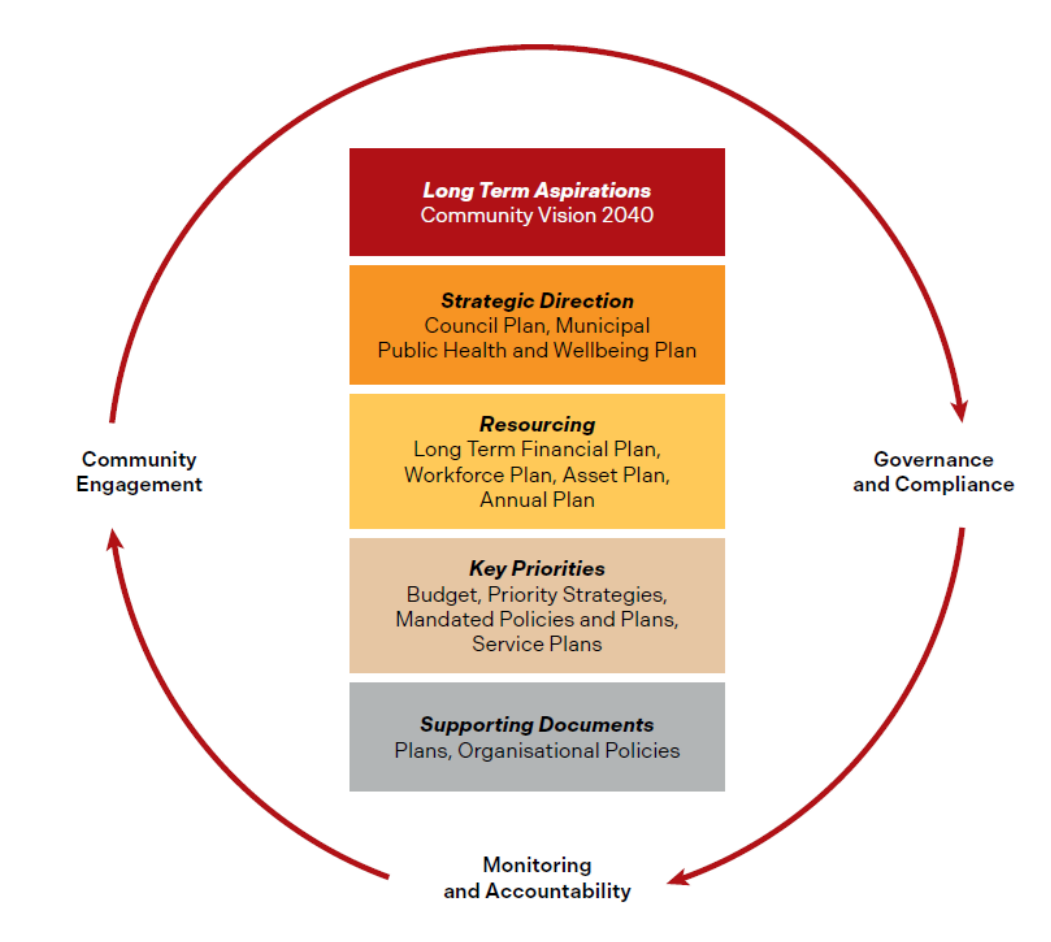 Long Term Aspirations
Community Vision 2040
Strategic Direction
Council Plan, Municipal
Public Health and Wellbeing Plan
Resourcing
Long Term Financial Plan,
Workforce Plan, Asset Plan,
Annual Plan
Key Priorities
Budget, Priority Strategies,
Mandated Policies and Plans,
Service Plans
Supporting Documents
Plans, Organisational Policies
Community
Engagement
Governance
and Compliance
Monitoring
and Accountability